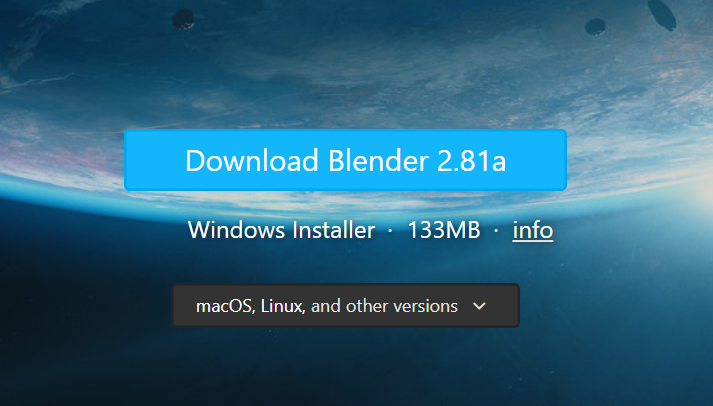 Download Blender 2.81a
Windows Installer · 133MB · info
macOS, Linux, and other versions